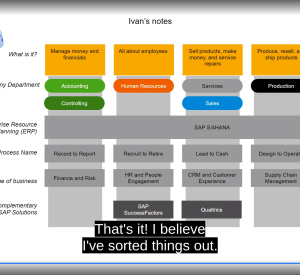 Ivan's notes
What is it?
Manage money and financials
All about employees
Sell products, make money, and service repairs
Produce, resell, a
ship products
ny Department
Accounting
Human Resources
Services
Production
Controlling
Sales
rise Resource
nning (ERP)
SAP S/4HANA
Process Name
Record to Report
Recruit to Retire
Lead to Cash
Design to Operat
e of business
Finance and Risk
HR and People Engagement
CRM and Customer Experience
Supply Chain Management
omplementary
SAP Solutions
SAP SuccessFactors
Qualtrics
That's it! I believe
I've sorted things out.